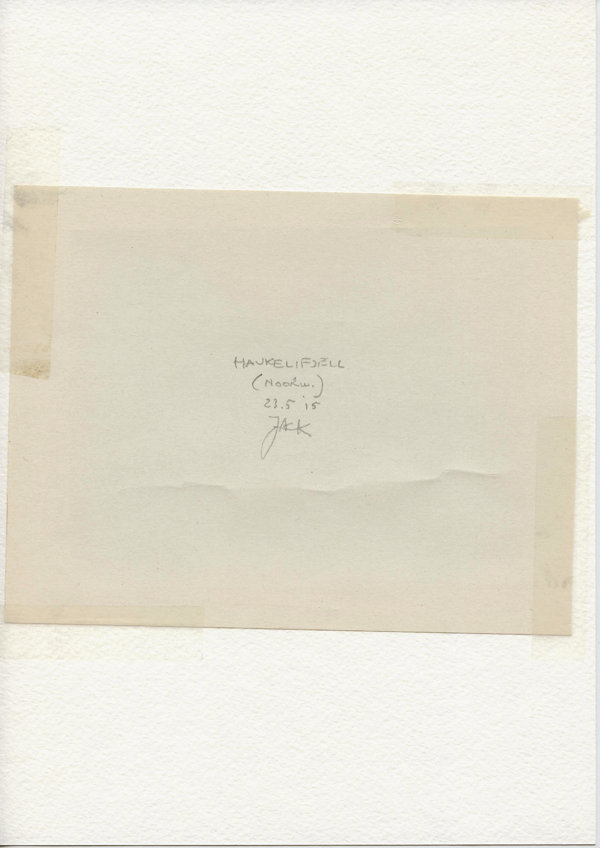 HAUKELIFJELL
(NOORW.)
23.5 '15
JACK